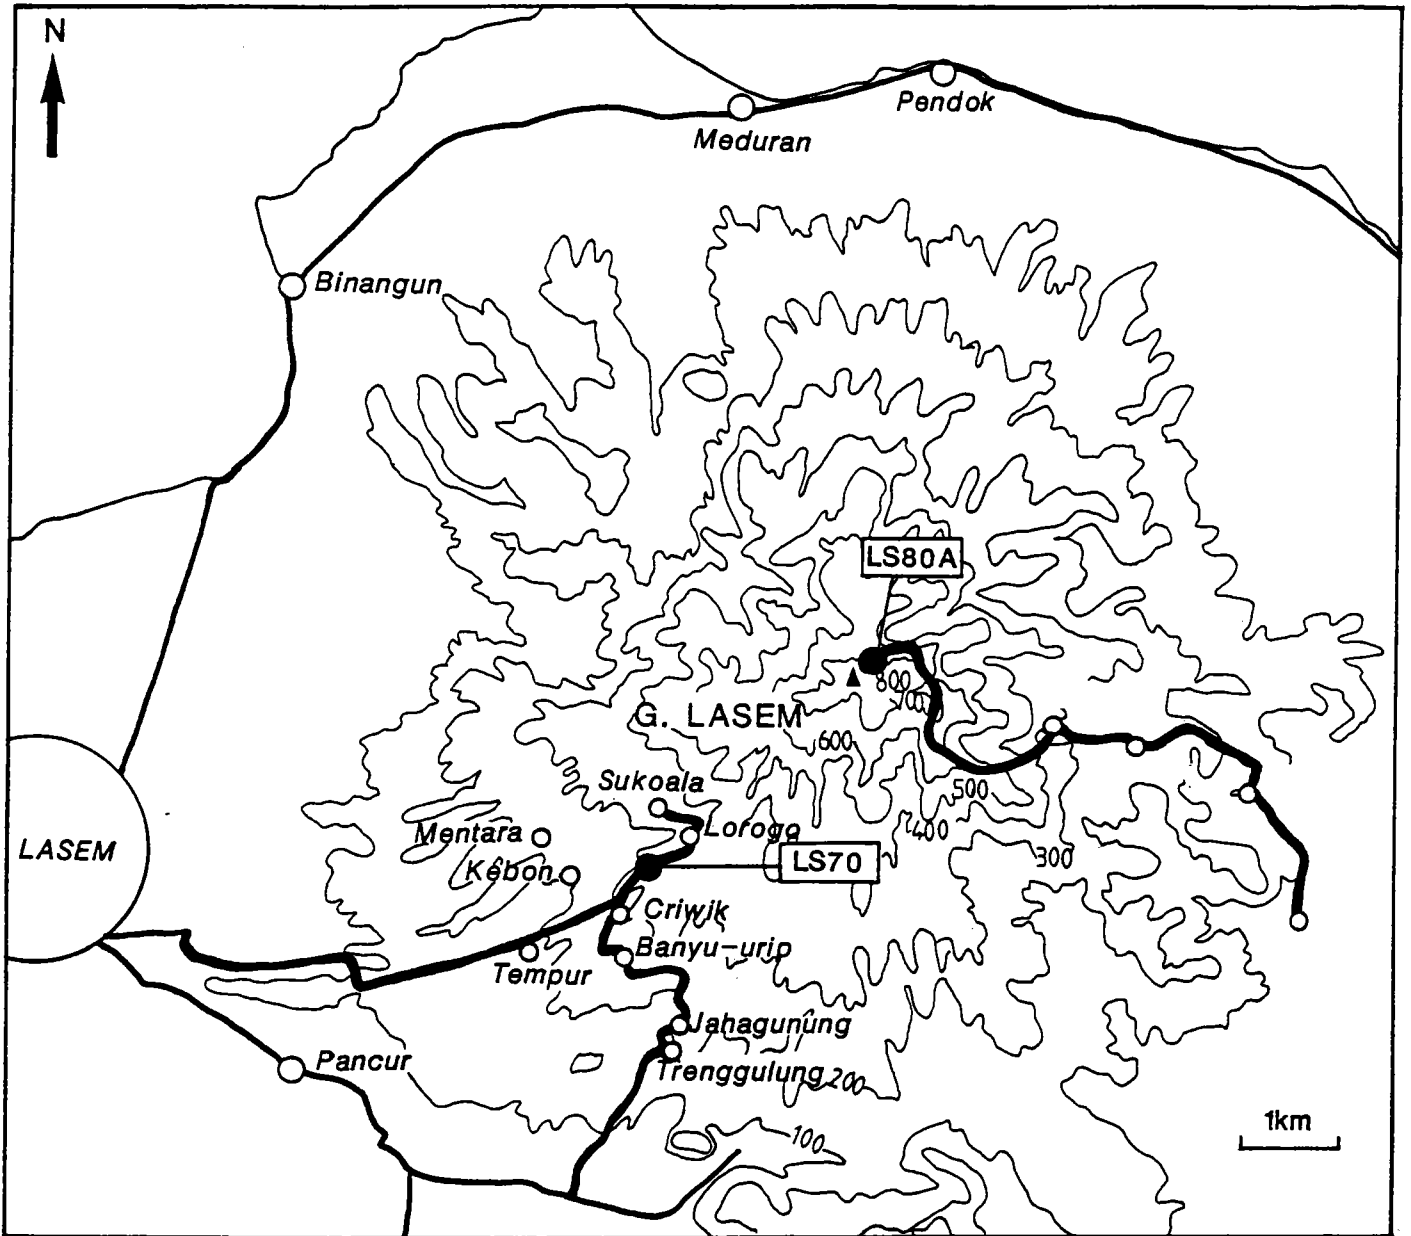 N
Pendok
Meduran
Binangun
LS80A
800
700
G. LASEM
600
Sukoala
500
Mentara
Lorogo
400
LASEM
Kebon
LS70
300
Criwik
Banyu-urip
Tempur
Jahagunung
Pancur
Trenggulung
200
100
1km